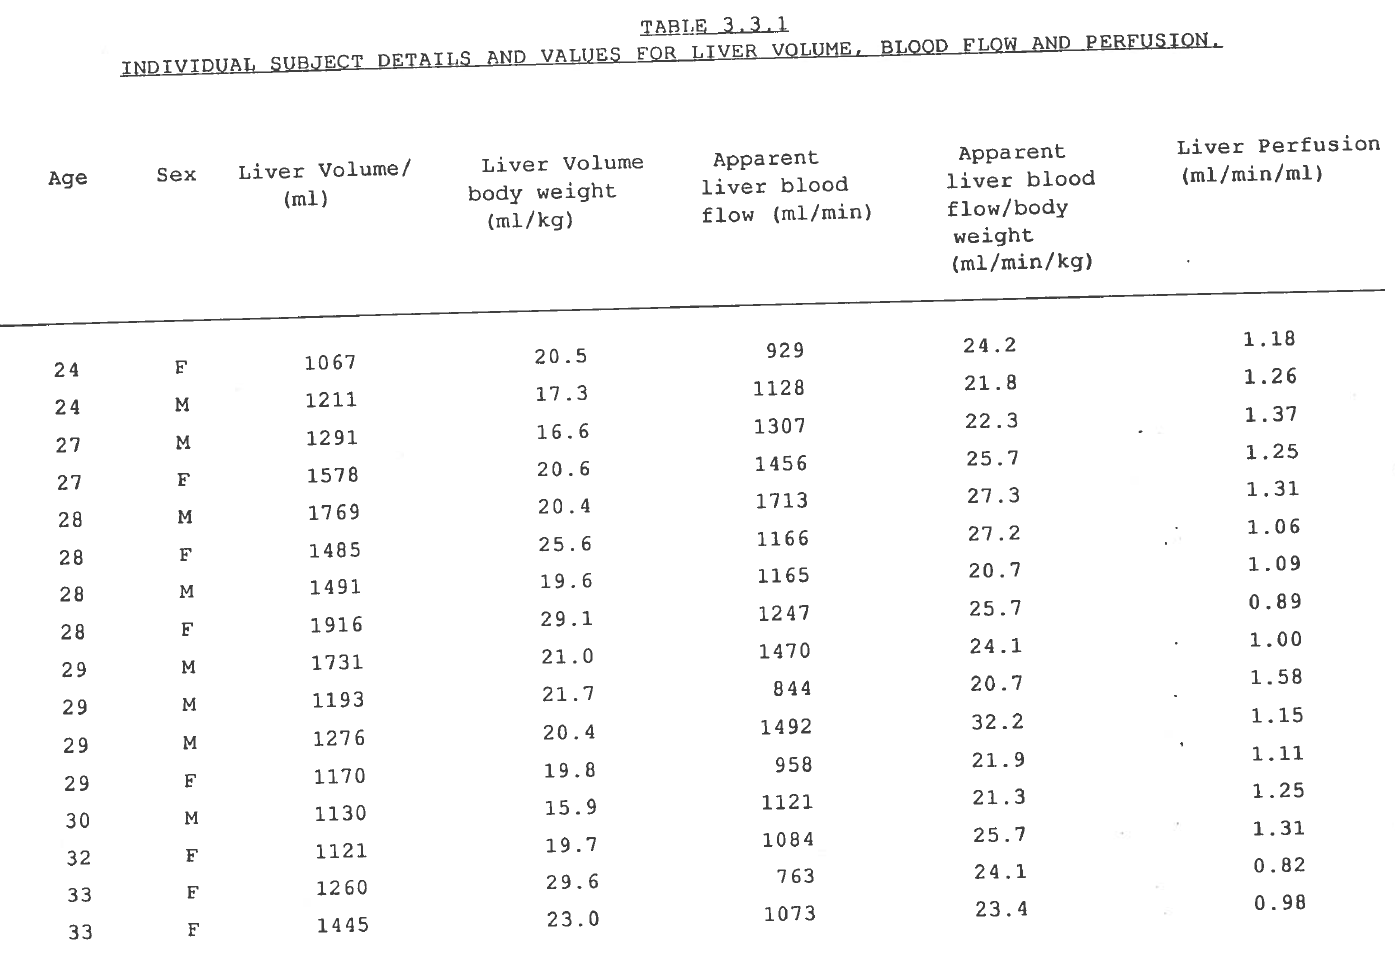 TABLE 3.3.1
INDIVIDUAL SUBJECT DETAILS AND VALUES FOR LIVER VOLUME, BLOOD FLOW AND PERFUSION.
Age Sex Liver Volume/ (ml) Liver Volume body weight (ml/kg) Apparent liver blood flow (ml/min) Apparent liver blood flow/body weight (ml/min/kg) Liver Perfusion (ml/min/ml)
24 F 1067 20.5 929 24.2 1.18
24 M 1211 17.3 1128 21.8 1.26
27 M 1291 16.6 1307 22.3 1.37
27 F 1578 20.6 1456 25.7 1.25
28 M 1769 20.4 1713 27.3 1.31
28 F 1485 25.6 1166 27.2 1.06
28 M 1491 19.6 1165 20.7 1.09
28 F 1916 29.1 1247 25.7 0.89
29 M 1731 21.0 1470 24.1 1.00
29 M 1193 21.7 844 20.7 1.58
29 M 1276 20.4 1492 32.2 1.15
29 F 1170 19.8 958 21.9 1.11
30 M 1130 15.9 1121 21.3 1.25
32 F 1121 19.7 1084 25.7 1.31
33 F 1260 29.6 763 24.1 0.82
33 F 1445 23.0 1073 23.4 0.98